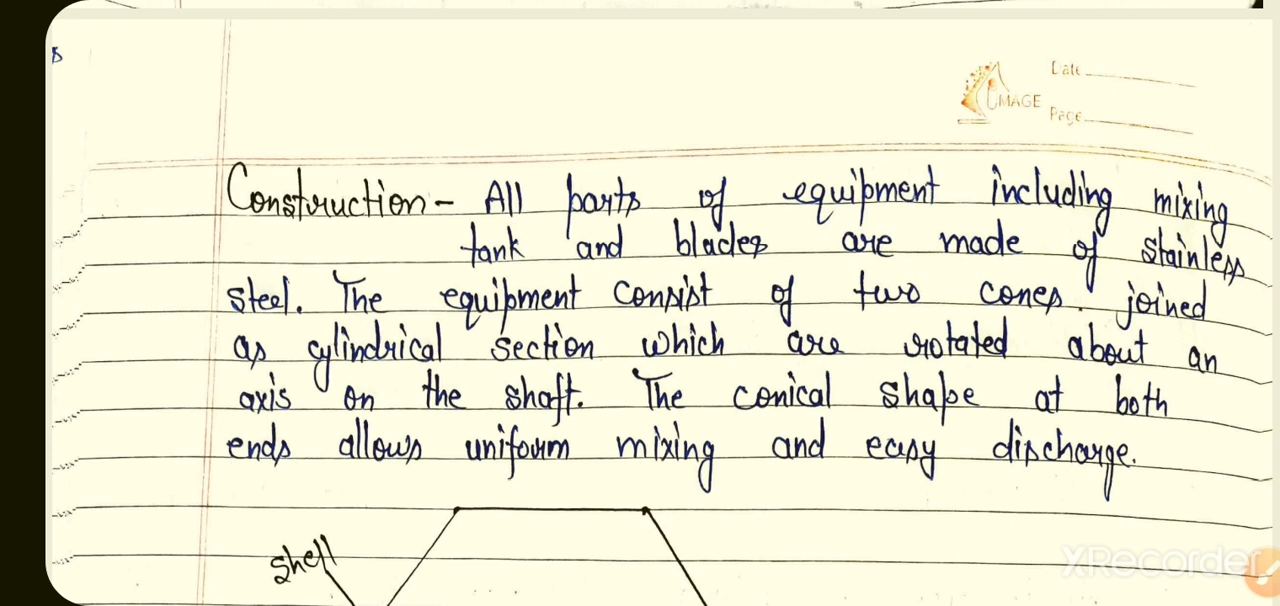 Date
IMAGE
Page
Construction - All parts of equipment including mixing
tank and blades are made of stainless
steel. The equipment consist of two cones joined
as cylindrical section which are rotated about an
axis on the shaft. The conical shape at both
ends allows uniform mixing and easy discharge.
Shell
XRecorder